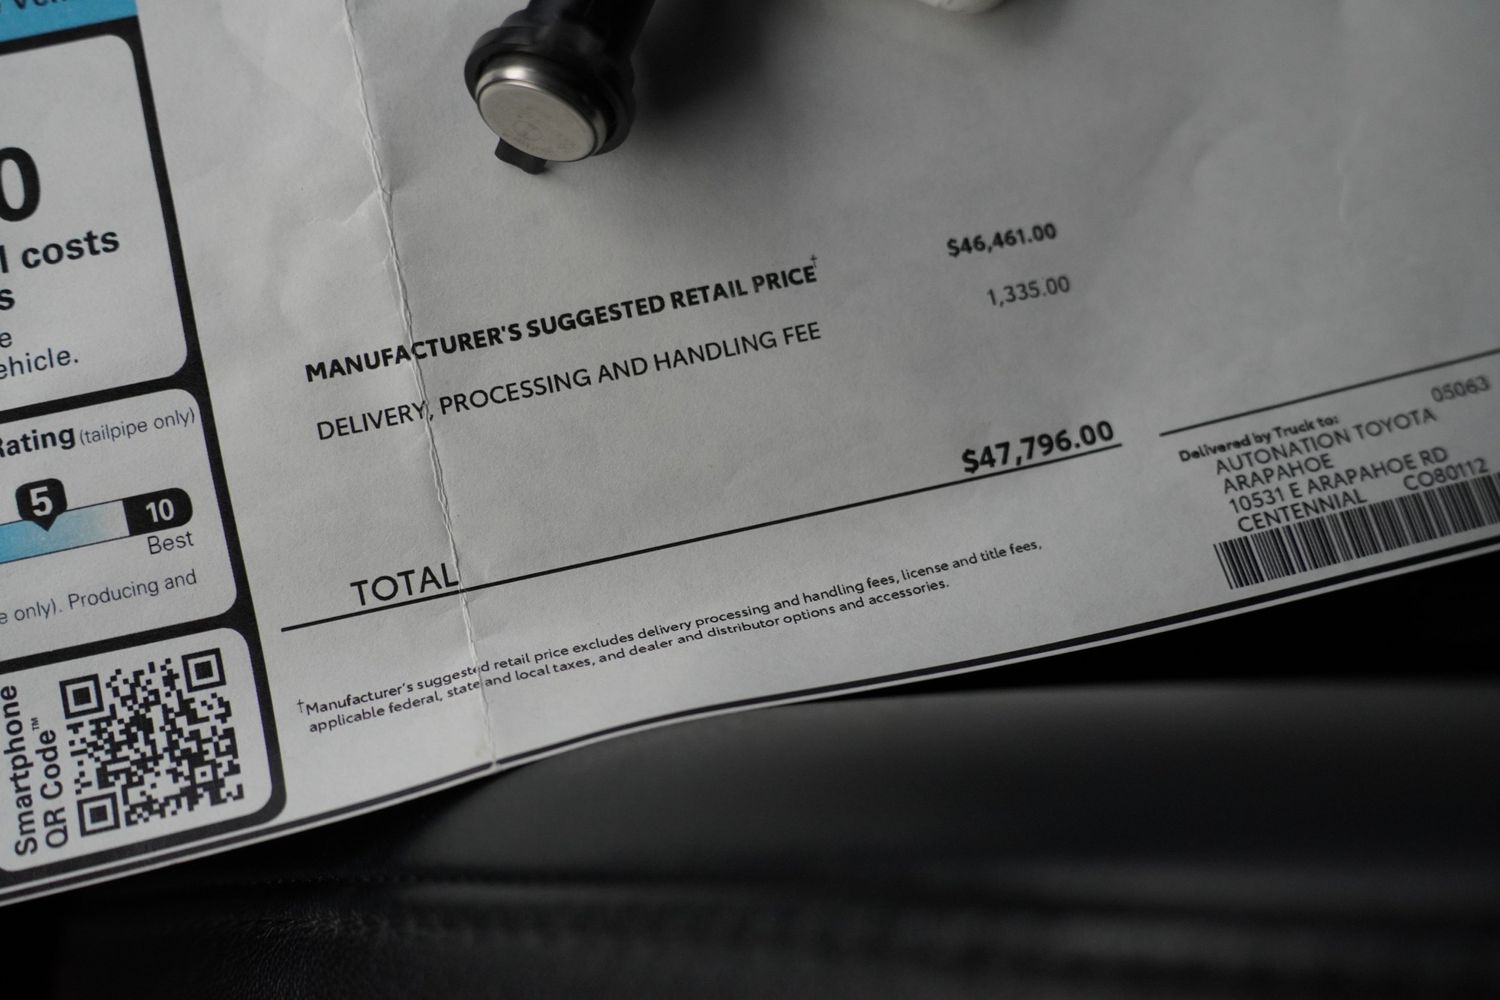 0
l costs
s
e
ehicle.
Rating (tailpipe only)
5
10
Best
e only). Producing and
Smartphone
QR Code™
$46,461.00
MANUFACTURER'S SUGGESTED RETAIL PRICE†
1,335.00
DELIVERY, PROCESSING AND HANDLING FEE
$47,796.00
TOTAL
†Manufacturer's suggested retail price excludes delivery processing and handling fees, license and title fees,
applicable federal, state and local taxes, and dealer and distributor options and accessories.
05063
Delivered by Truck to:
AUTONATION TOYOTA
ARAPAHOE
10531 E ARAPAHOE RD
CENTENNIAL CO80112